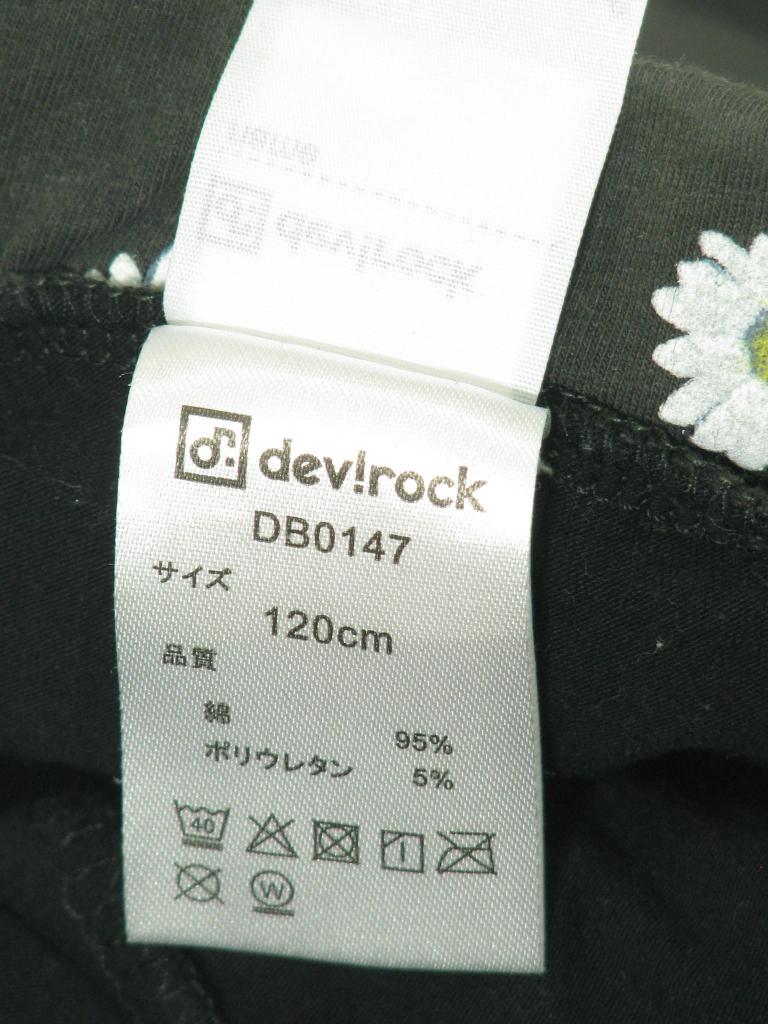 dev!rock
DB0147
サイズ
120cm
品質
綿 95%
ポリウレタン 5%
40
W